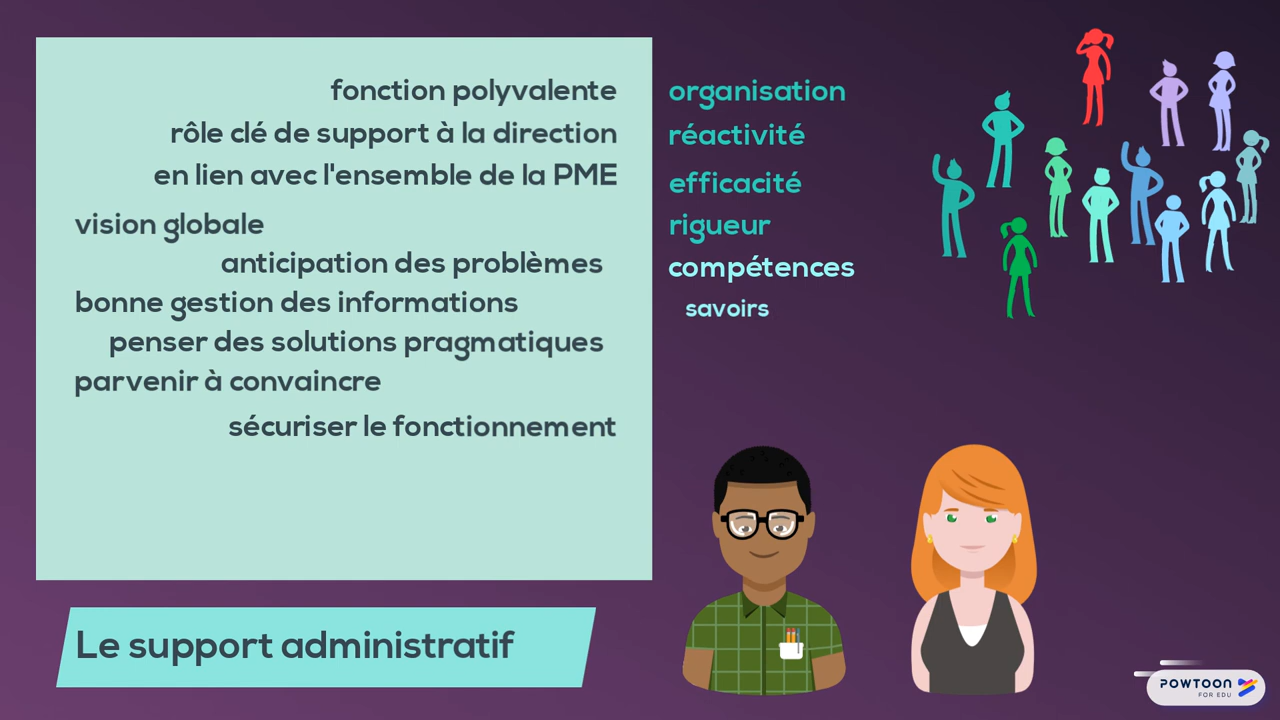 fonction polyvalente
rôle clé de support à la direction
en lien avec l'ensemble de la PME
vision globale
anticipation des problèmes
bonne gestion des informations
penser des solutions pragmatiques
parvenir à convaincre
sécuriser le fonctionnement
organisation
réactivité
efficacité
rigueur
compétences
savoirs
Le support administratif
POWTOON
FOR EDU